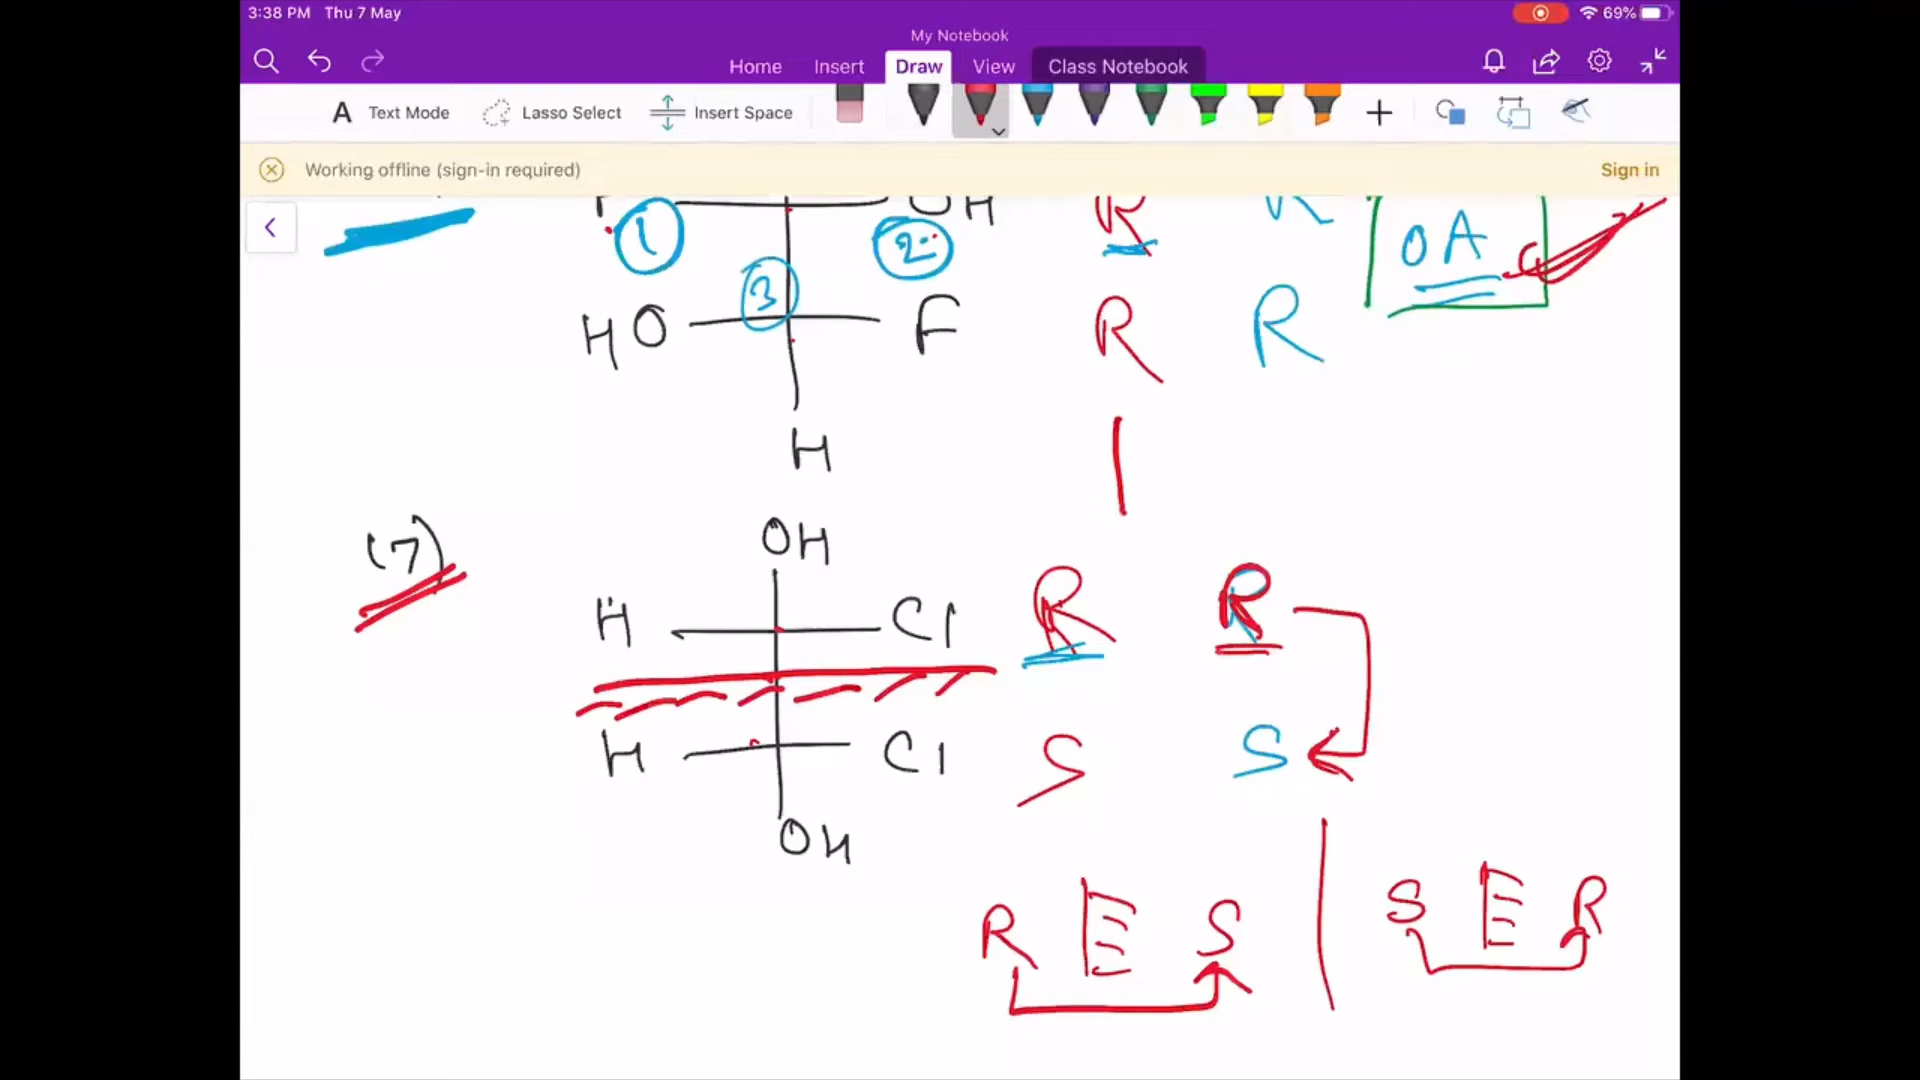 3:38 PM Thu 7 May
69%
My Notebook
Home Insert Draw View Class Notebook
A Text Mode Lasso Select Insert Space
Working offline (sign-in required) Sign in
OH R R
1 2 OA
3
HO F R R
H
(7)
OH
H Cl R R
H Cl S S
OH
R S S R